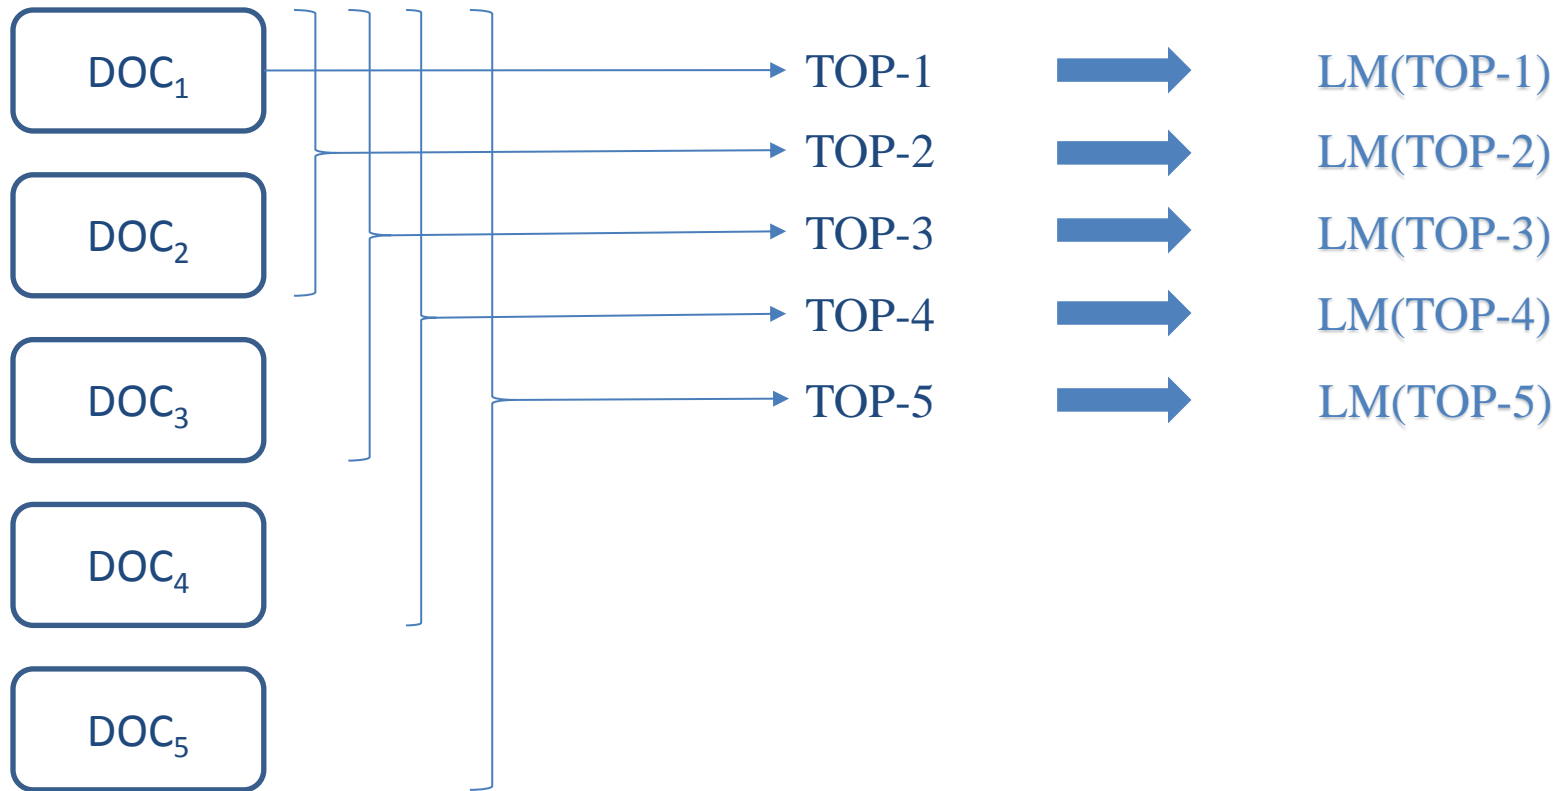 DOC₁ TOP-1 LM(TOP-1)
TOP-2 LM(TOP-2)
DOC₂ TOP-3 LM(TOP-3)
TOP-4 LM(TOP-4)
DOC₃ TOP-5 LM(TOP-5)
DOC₄
DOC₅